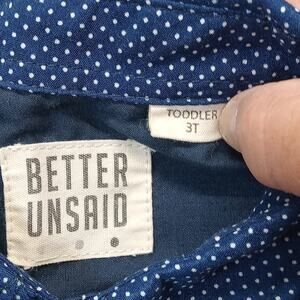 TODDLER
3T
BETTER
UNSAID